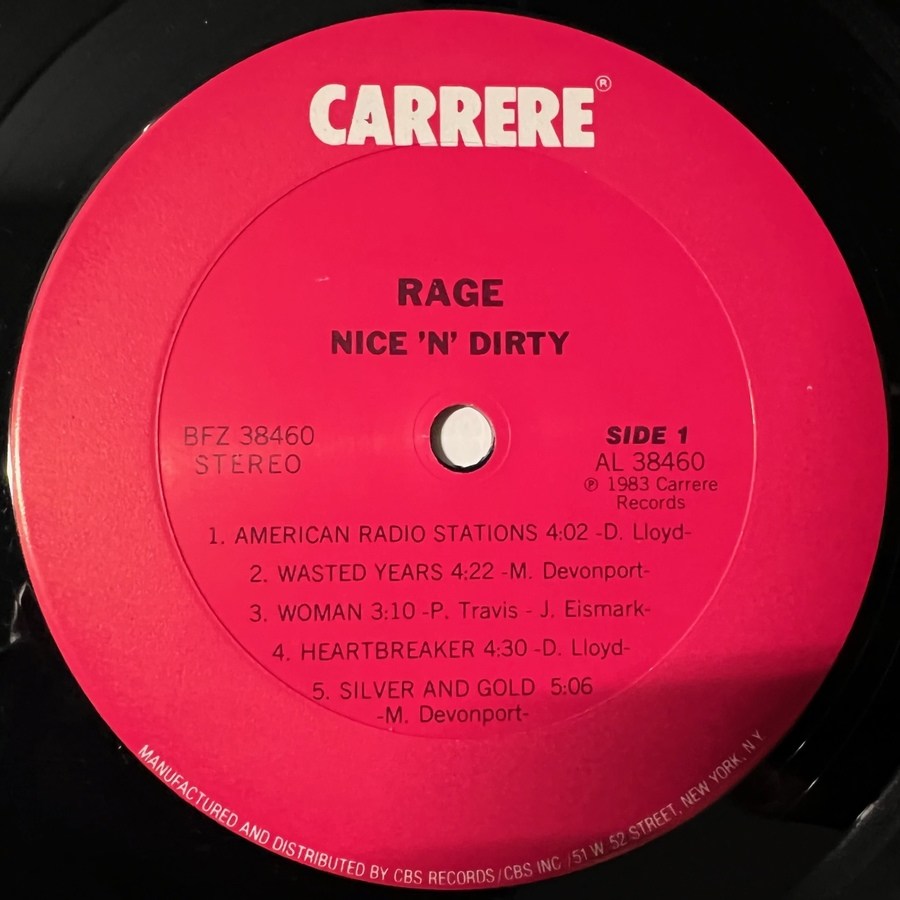 CARRERE®
RAGE
NICE 'N' DIRTY
BFZ 38460
STEREO
SIDE 1
AL 38460
℗ 1983 Carrere
Records
1. AMERICAN RADIO STATIONS 4:02 -D. Lloyd-
2. WASTED YEARS 4:22 -M. Devonport-
3. WOMAN 3:10 -P. Travis - J. Eismark-
4. HEARTBREAKER 4:30 -D. Lloyd-
5. SILVER AND GOLD 5:06
-M. Devonport-
MANUFACTURED AND DISTRIBUTED BY CBS RECORDS/CBS INC./51 W 52 STREET, NEW YORK, N.Y.